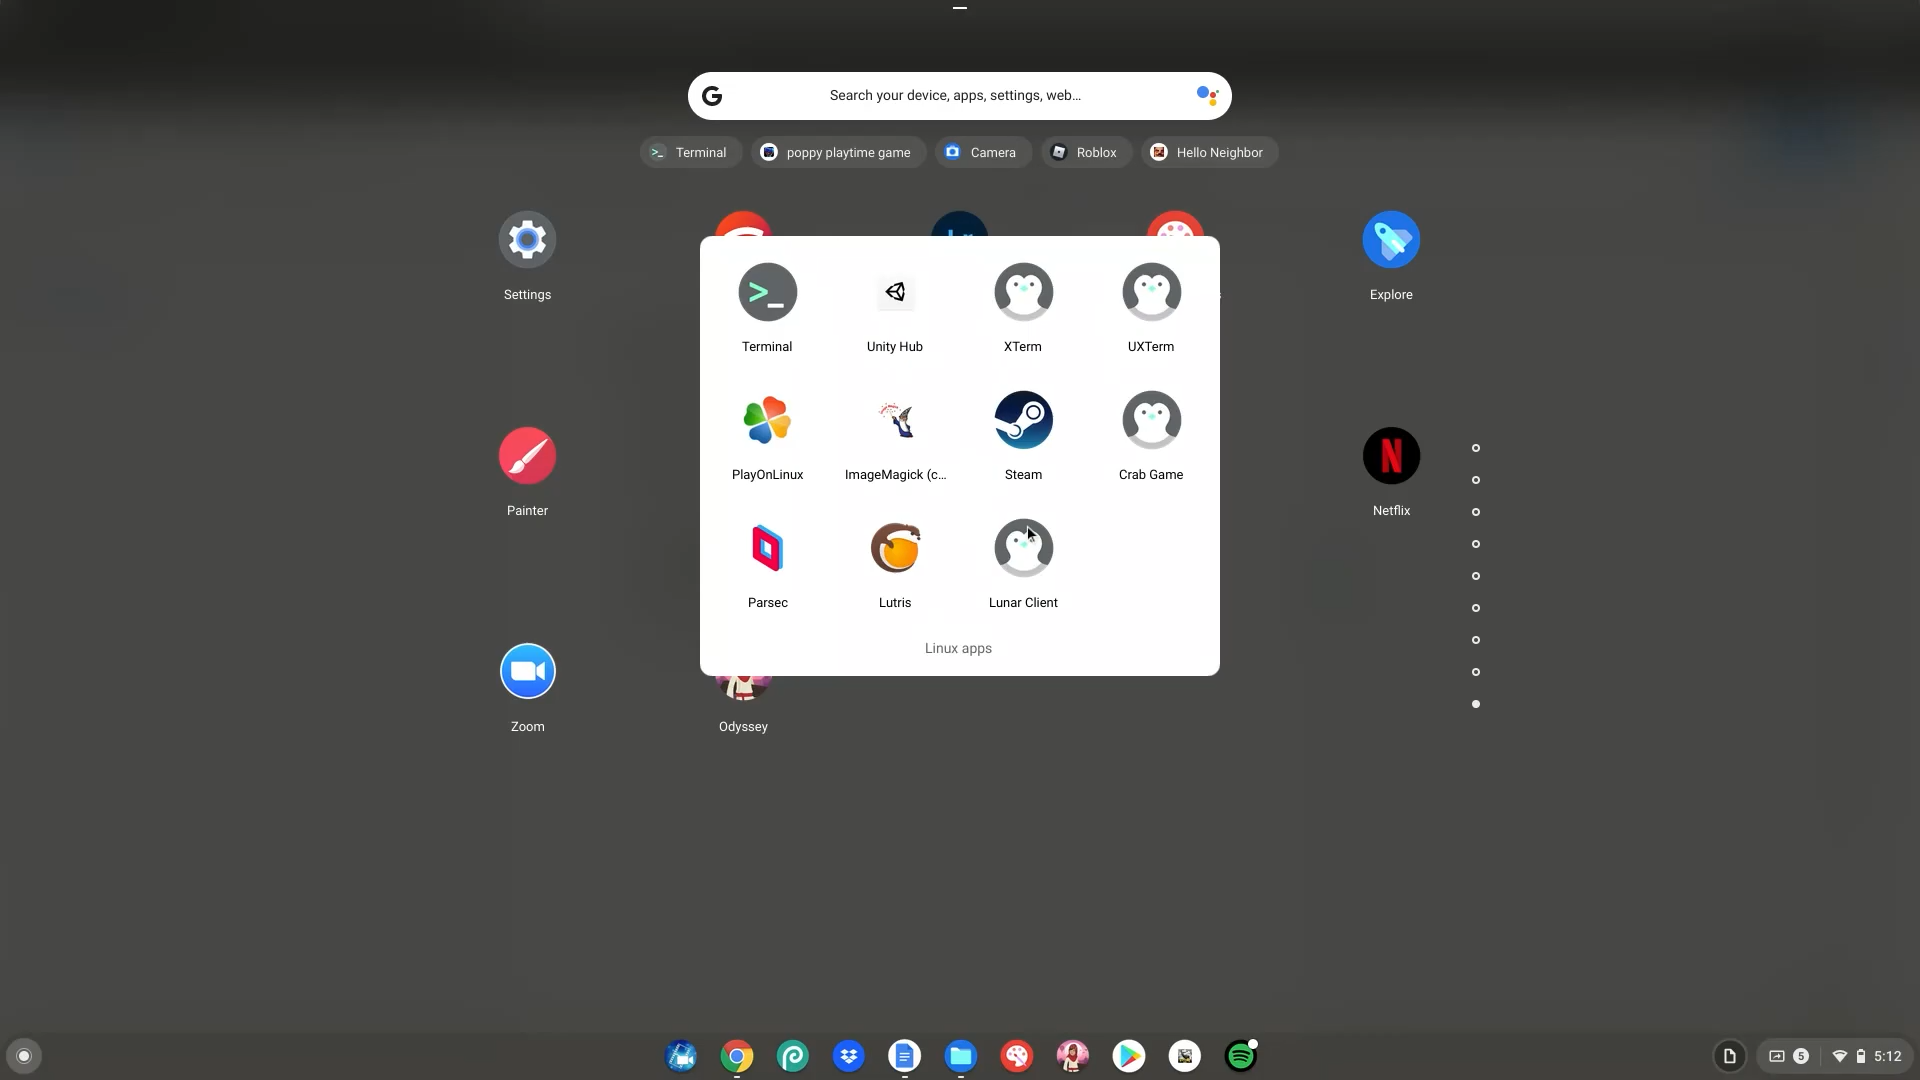 Search your device, apps, settings, web...
Terminal
poppy playtime game
Camera
Roblox
Hello Neighbor
Settings
Explore
Terminal
Unity Hub
XTerm
UXTerm
PlayOnLinux
ImageMagick (c...
Steam
Crab Game
Painter
Netflix
Parsec
Lutris
Lunar Client
Linux apps
Zoom
Odyssey
5
5:12